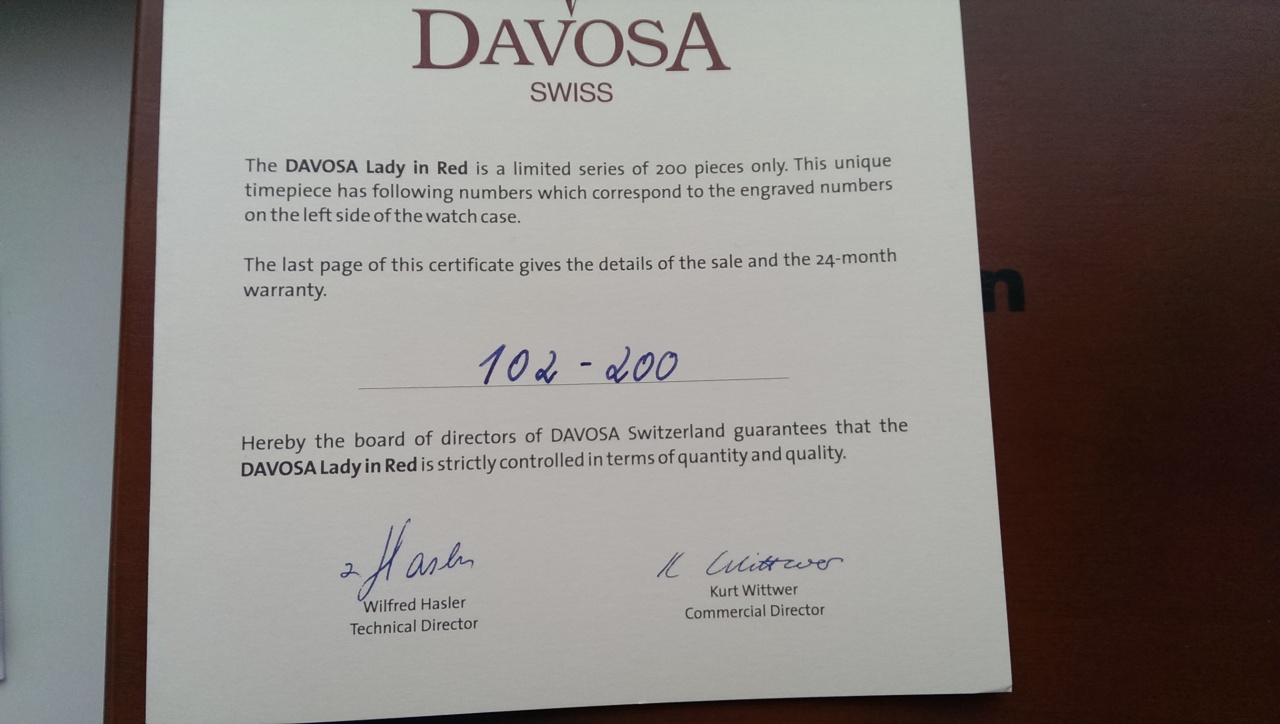 DAVOSA
SWISS
The DAVOSA Lady in Red is a limited series of 200 pieces only. This unique
timepiece has following numbers which correspond to the engraved numbers
on the left side of the watch case.
The last page of this certificate gives the details of the sale and the 24-month
warranty.
n
102 - 200
Hereby the board of directors of DAVOSA Switzerland guarantees that the
DAVOSA Lady in Red is strictly controlled in terms of quantity and quality.
K Wittwer
Wilfred Hasler
Technical Director
Kurt Wittwer
Commercial Director